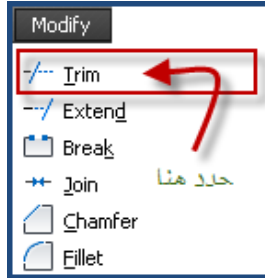 Modify
Trim
Extend
Break
Join
حدد هنا
Chamfer
Fillet